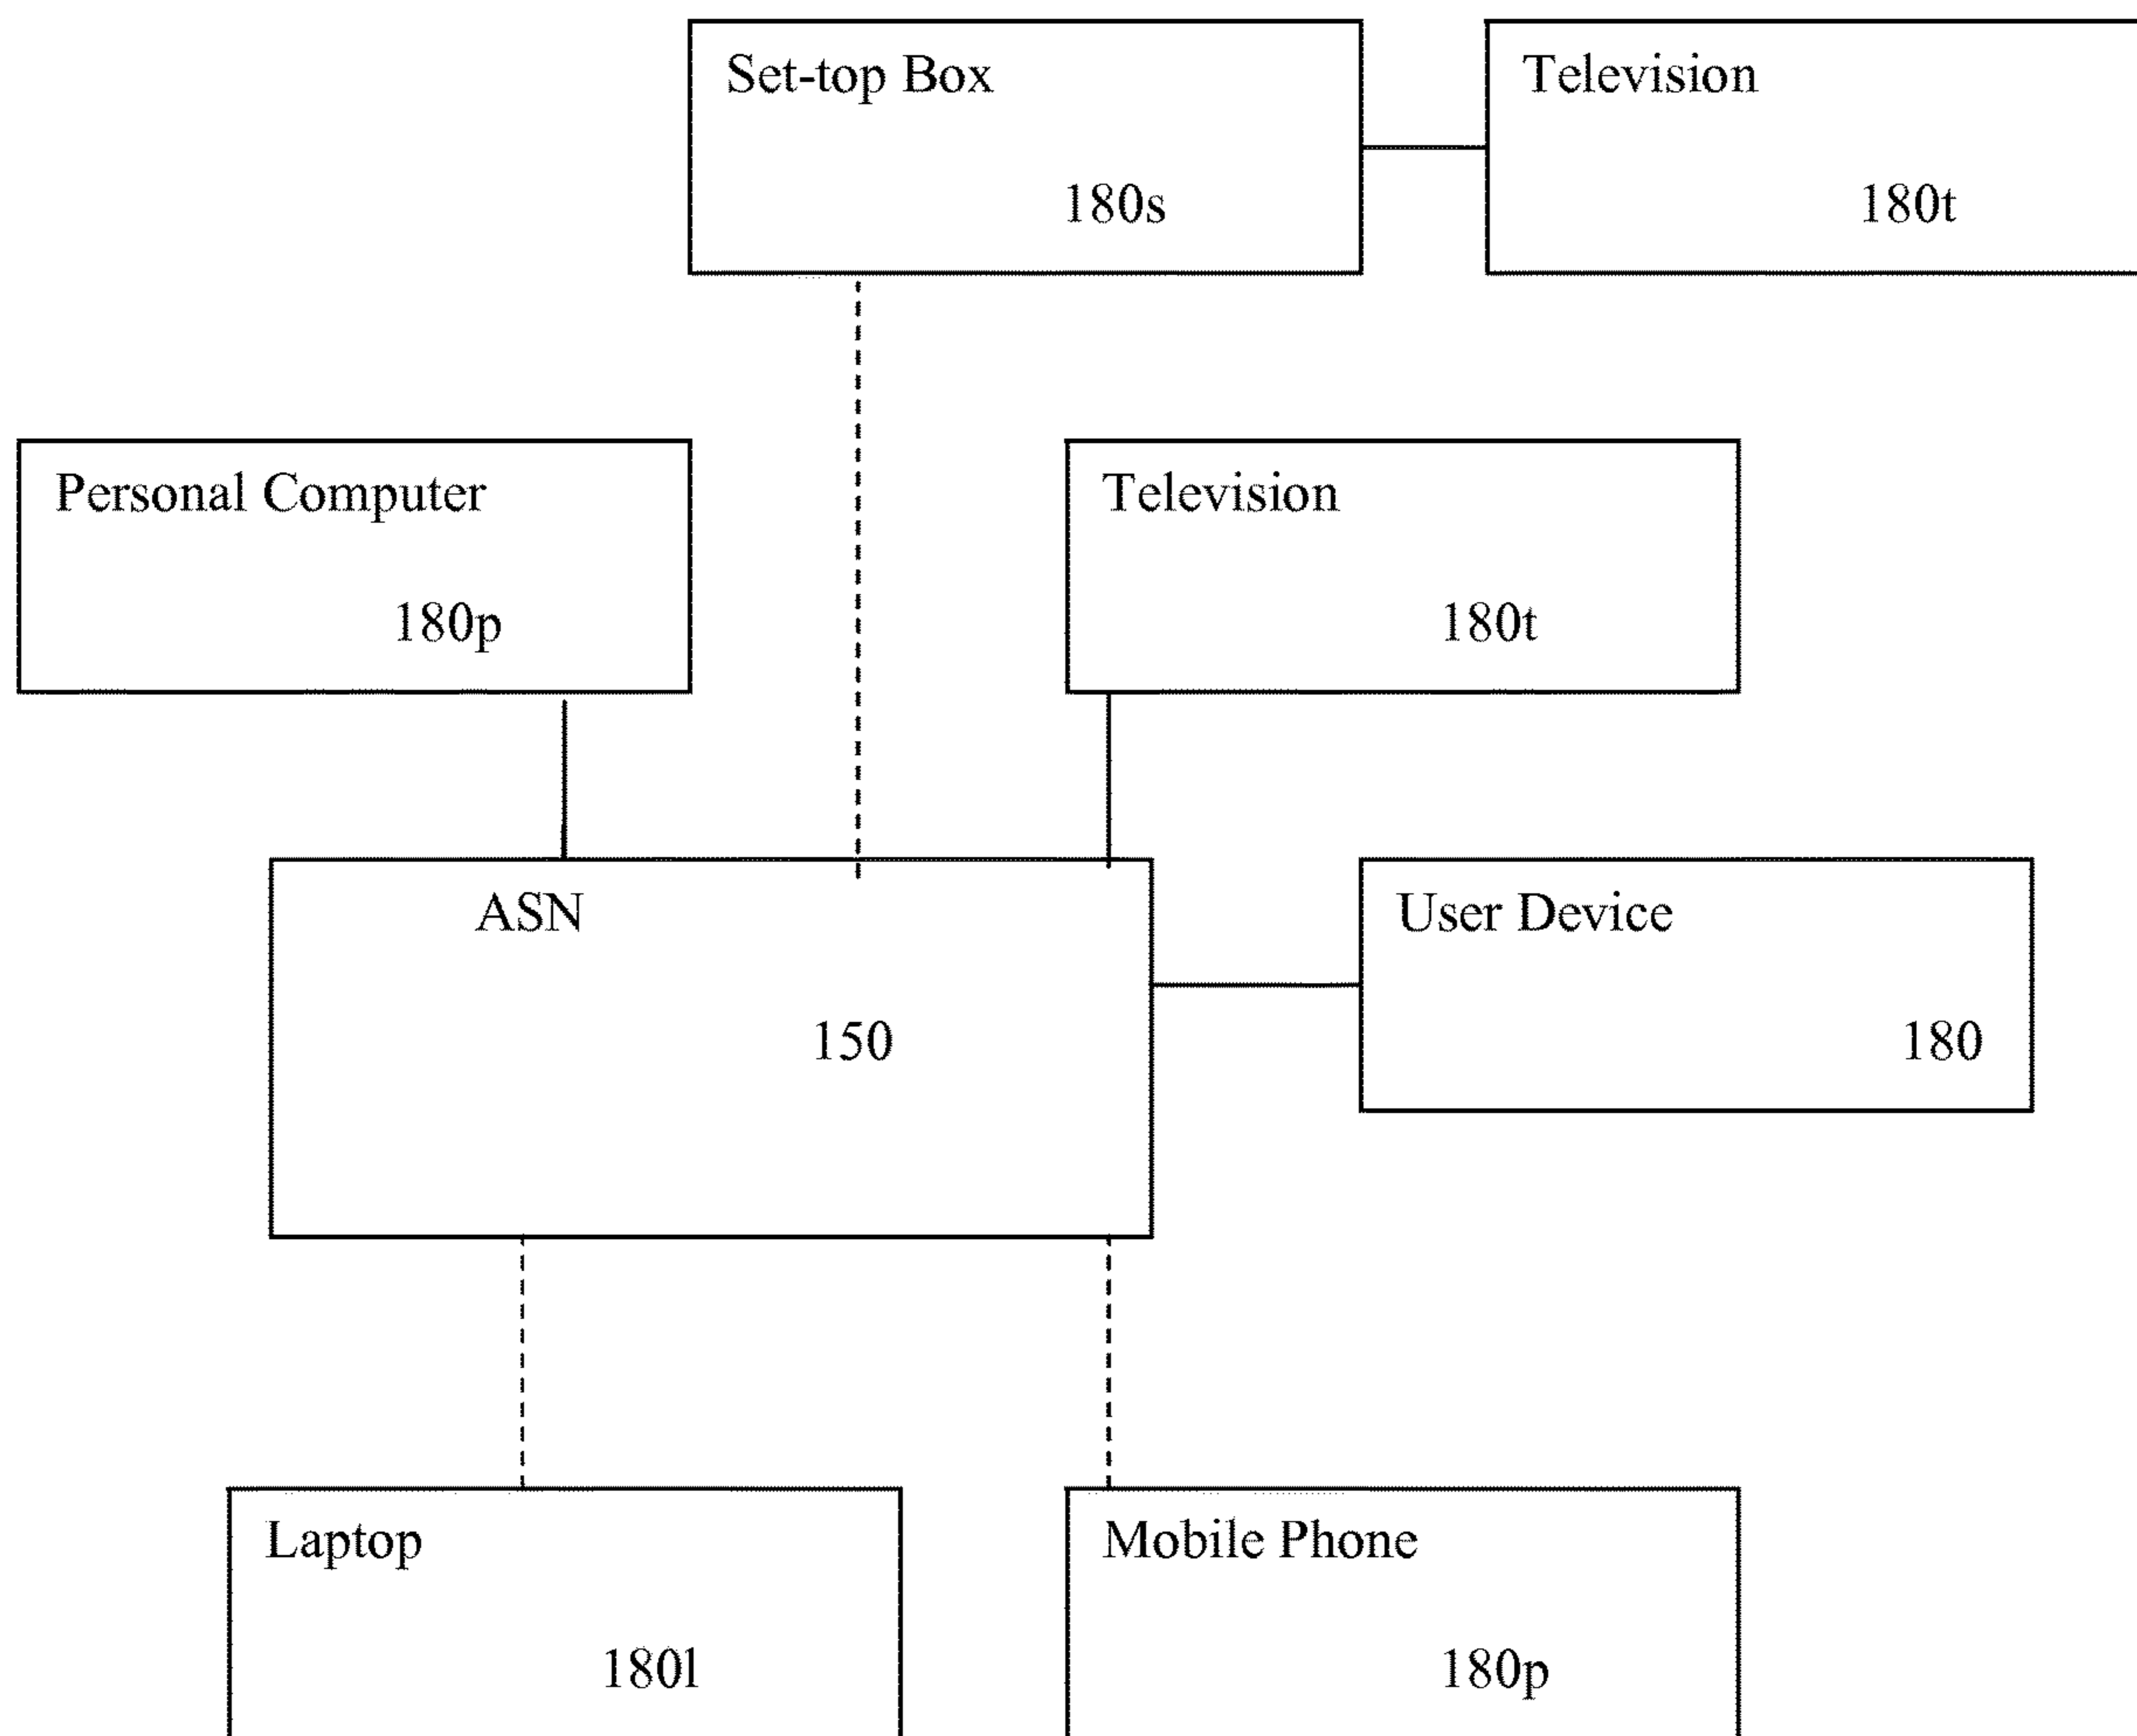 Set-top Box
180s
Television
180t
Personal Computer
180p
Television
180t
ASN
150
User Device
180
Laptop
180l
Mobile Phone
180p